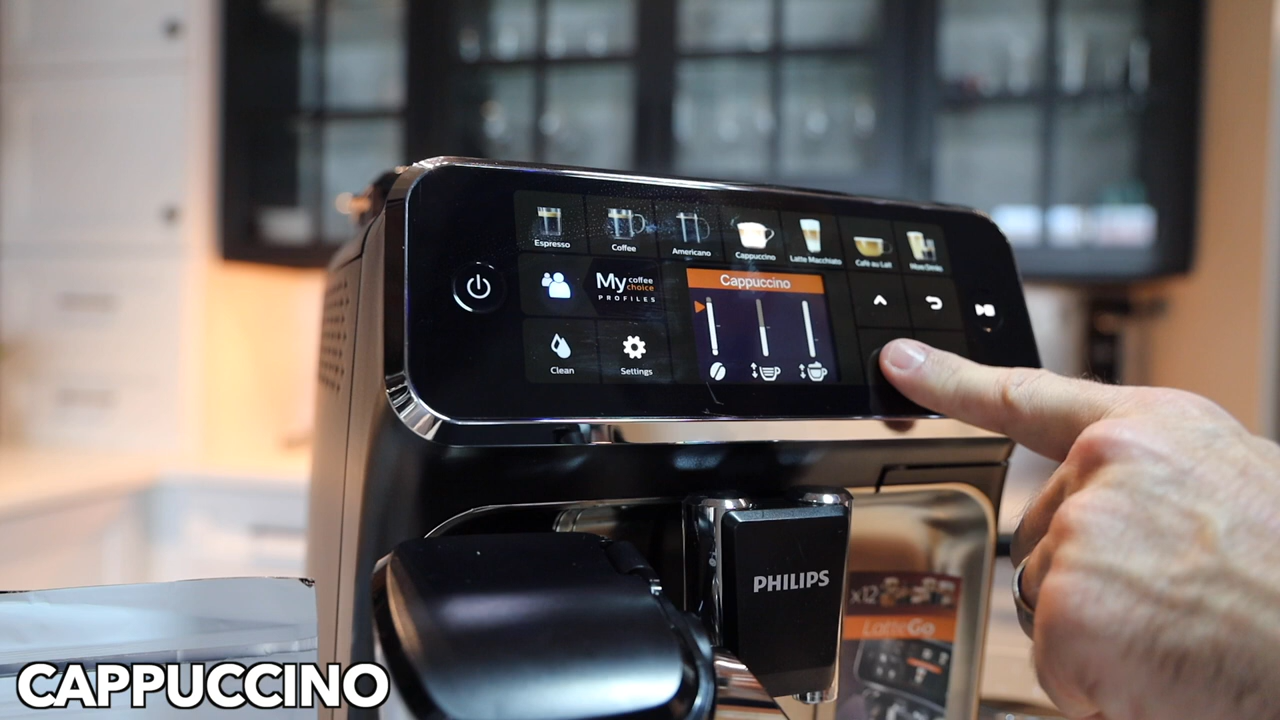 Espresso
Coffee
Americano
Cappuccino
Latte Macchiato
Café au Lait
More Drinks
My coffee
choice
PROFILES
Cappuccino
Clean
Settings
PHILIPS
x12
LatteGo
CAPPUCCINO